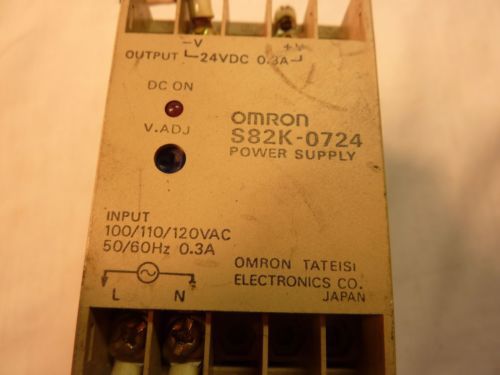 -V +V
OUTPUT 24VDC 0.3A
DC ON
OMRON
V.ADJ
S82K-0724
POWER SUPPLY
INPUT
100/110/120VAC
50/60Hz 0.3A
OMRON TATEISI
ELECTRONICS CO.
JAPAN
L N